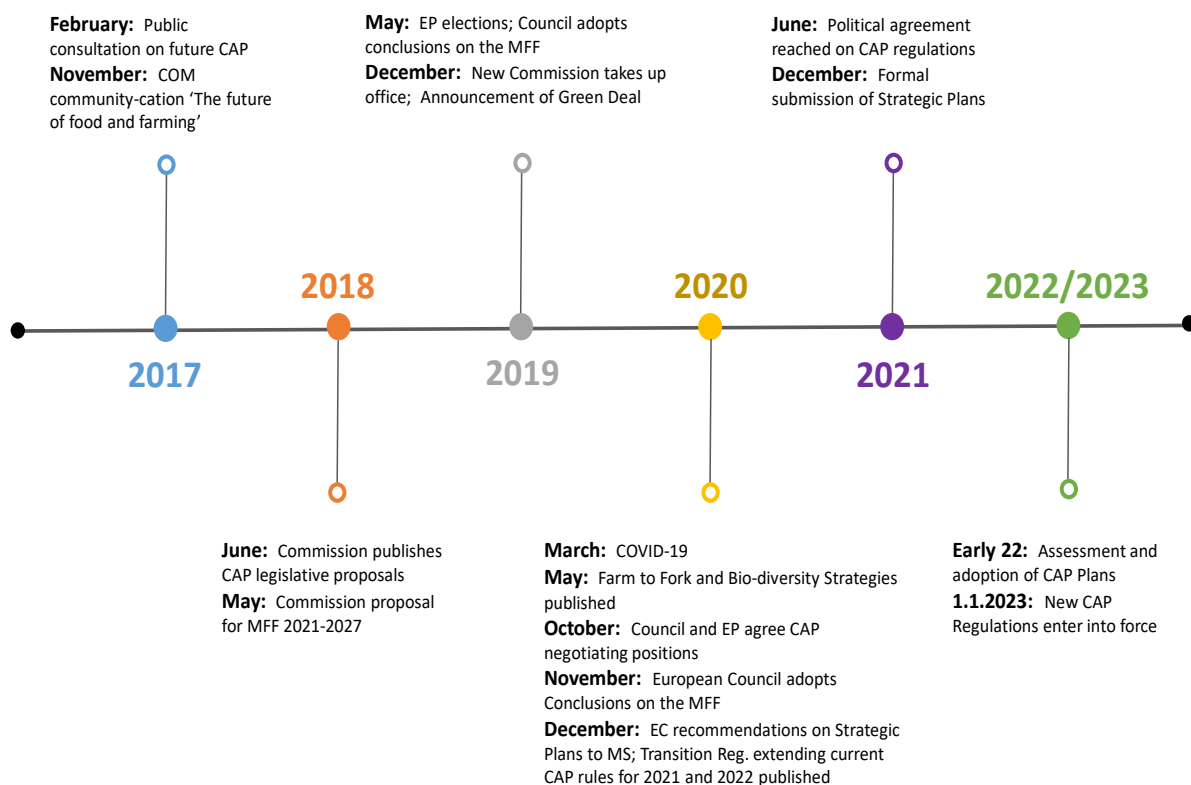 February: Public
consultation on future CAP
November: COM
community-cation ‘The future
of food and farming’
May: EP elections; Council adopts
conclusions on the MFF
December: New Commission takes up
office; Announcement of Green Deal
June: Political agreement
reached on CAP regulations
December: Formal
submission of Strategic Plans
2017
2018
2019
2020
2021
2022/2023
June: Commission publishes
CAP legislative proposals
May: Commission proposal
for MFF 2021-2027
March: COVID-19
May: Farm to Fork and Bio-diversity Strategies
published
October: Council and EP agree CAP
negotiating positions
November: European Council adopts
Conclusions on the MFF
December: EC recommendations on Strategic
Plans to MS; Transition Reg. extending current
CAP rules for 2021 and 2022 published
Early 22: Assessment and
adoption of CAP Plans
1.1.2023: New CAP
Regulations enter into force